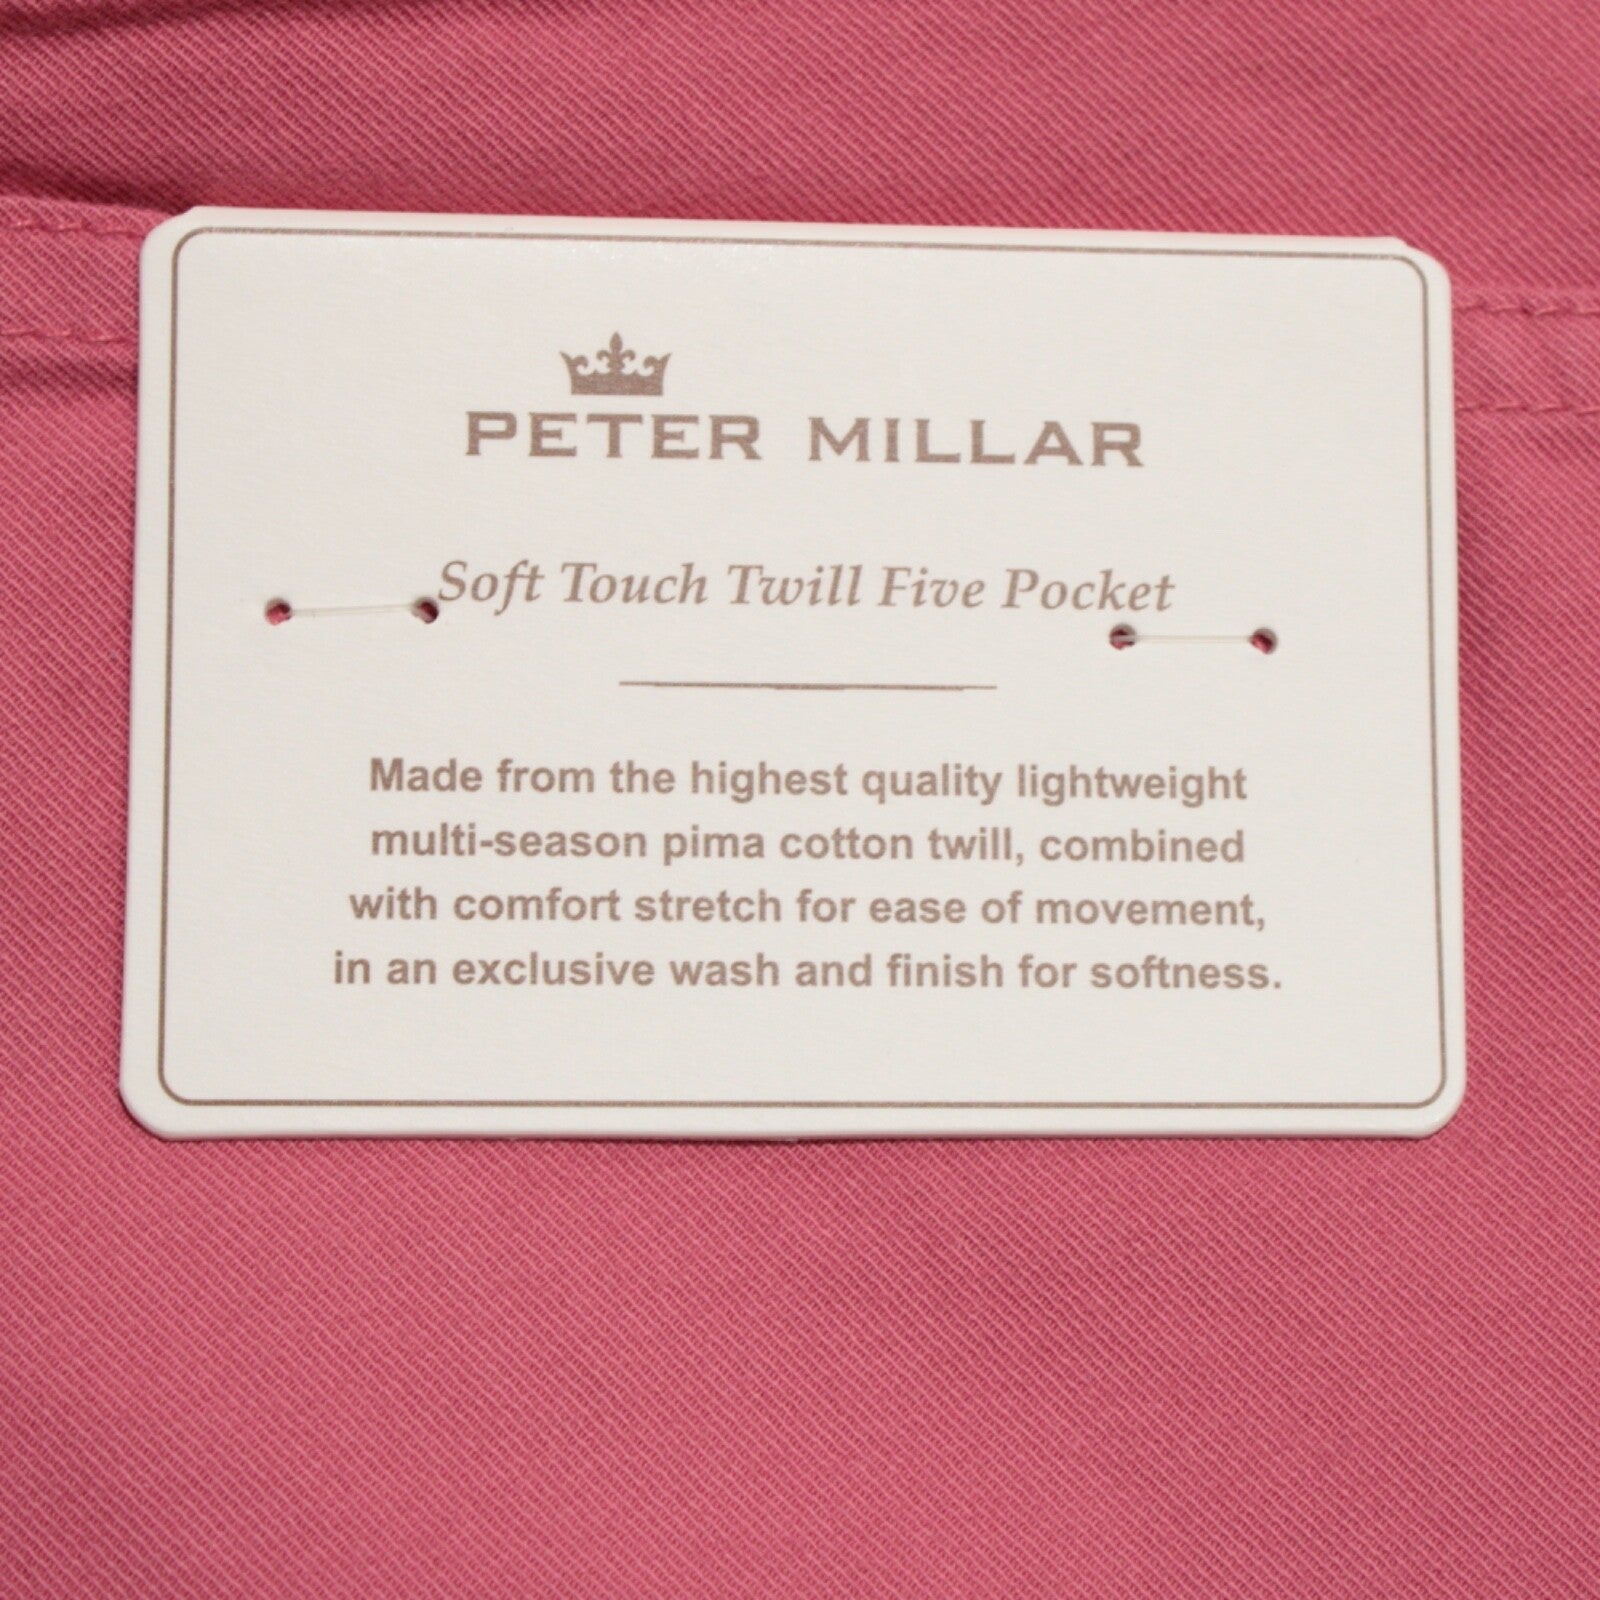 PETER MILLAR
Soft Touch Twill Five Pocket
Made from the highest quality lightweight
multi-season pima cotton twill, combined
with comfort stretch for ease of movement,
in an exclusive wash and finish for softness.